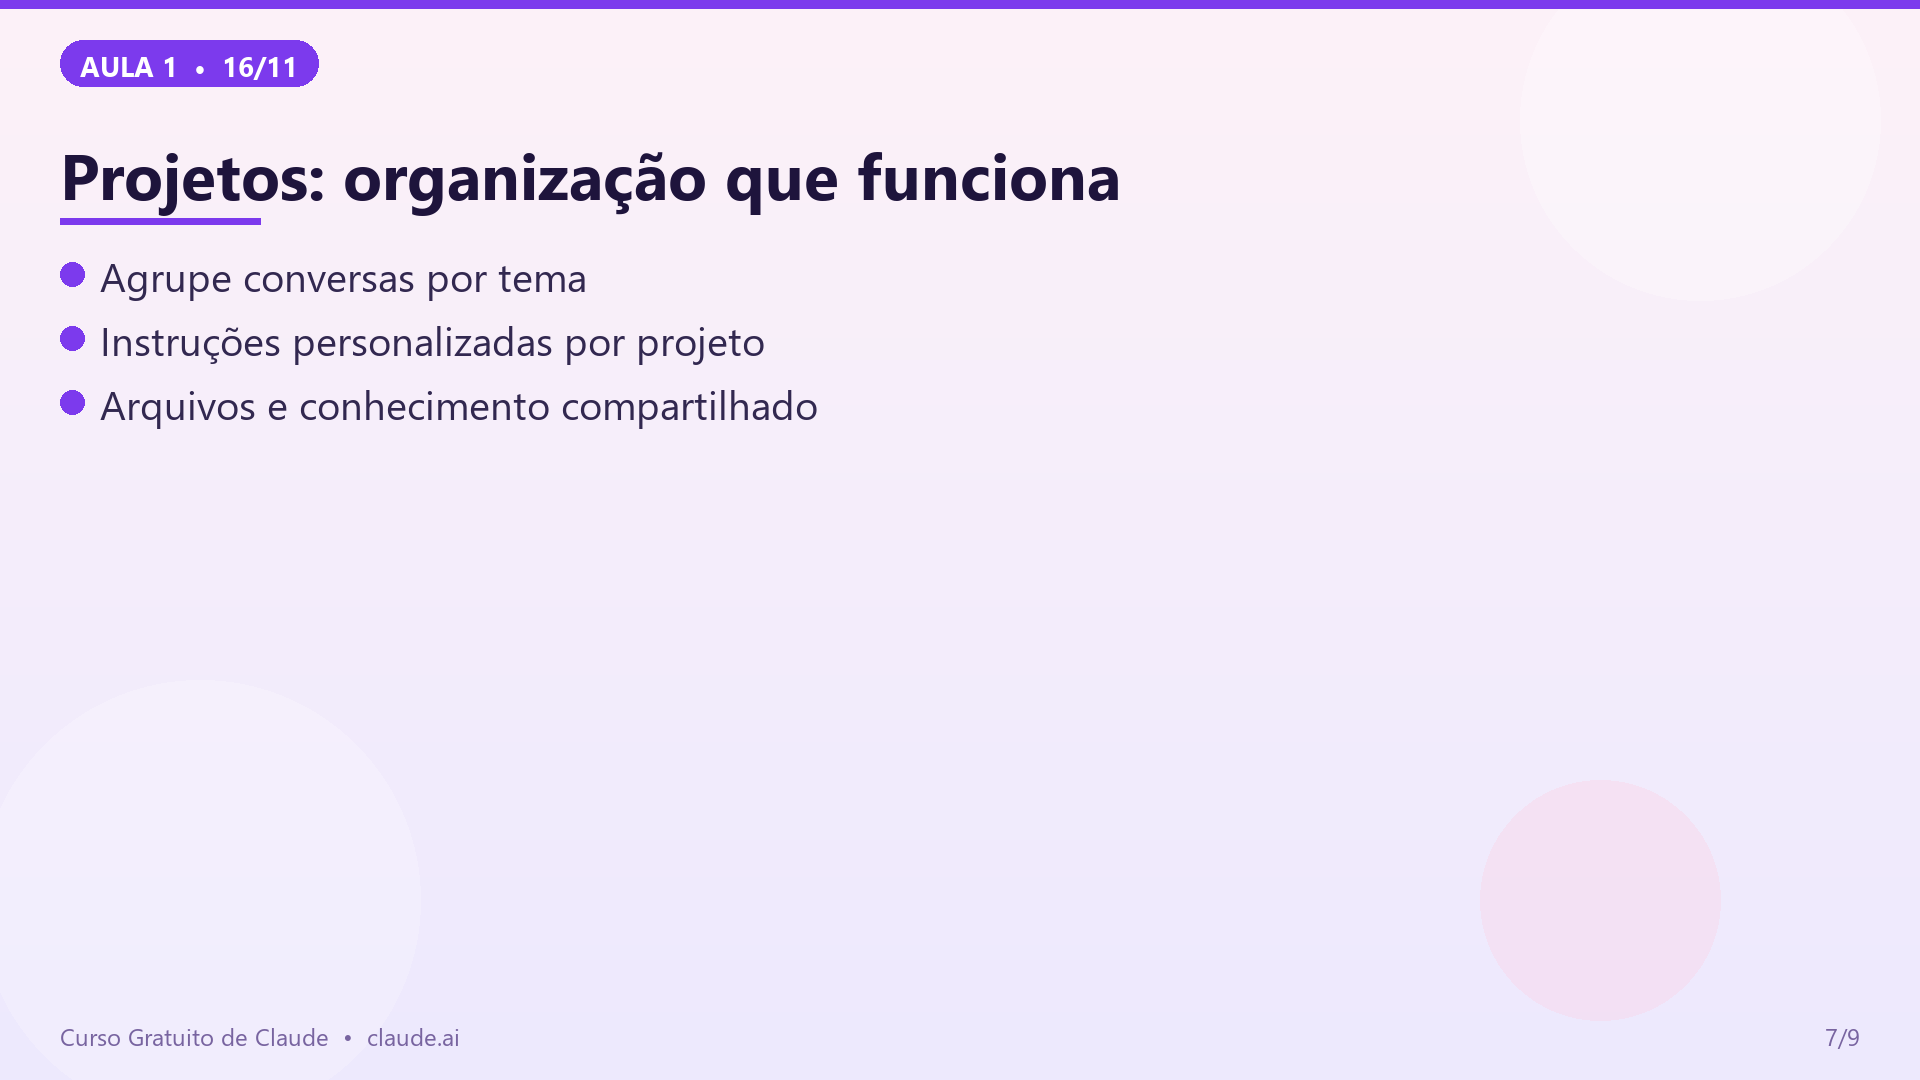 AULA 1 • 16/11
Projetos: organização que funciona
Agrupe conversas por tema
Instruções personalizadas por projeto
Arquivos e conhecimento compartilhado
Curso Gratuito de Claude • claude.ai
7/9